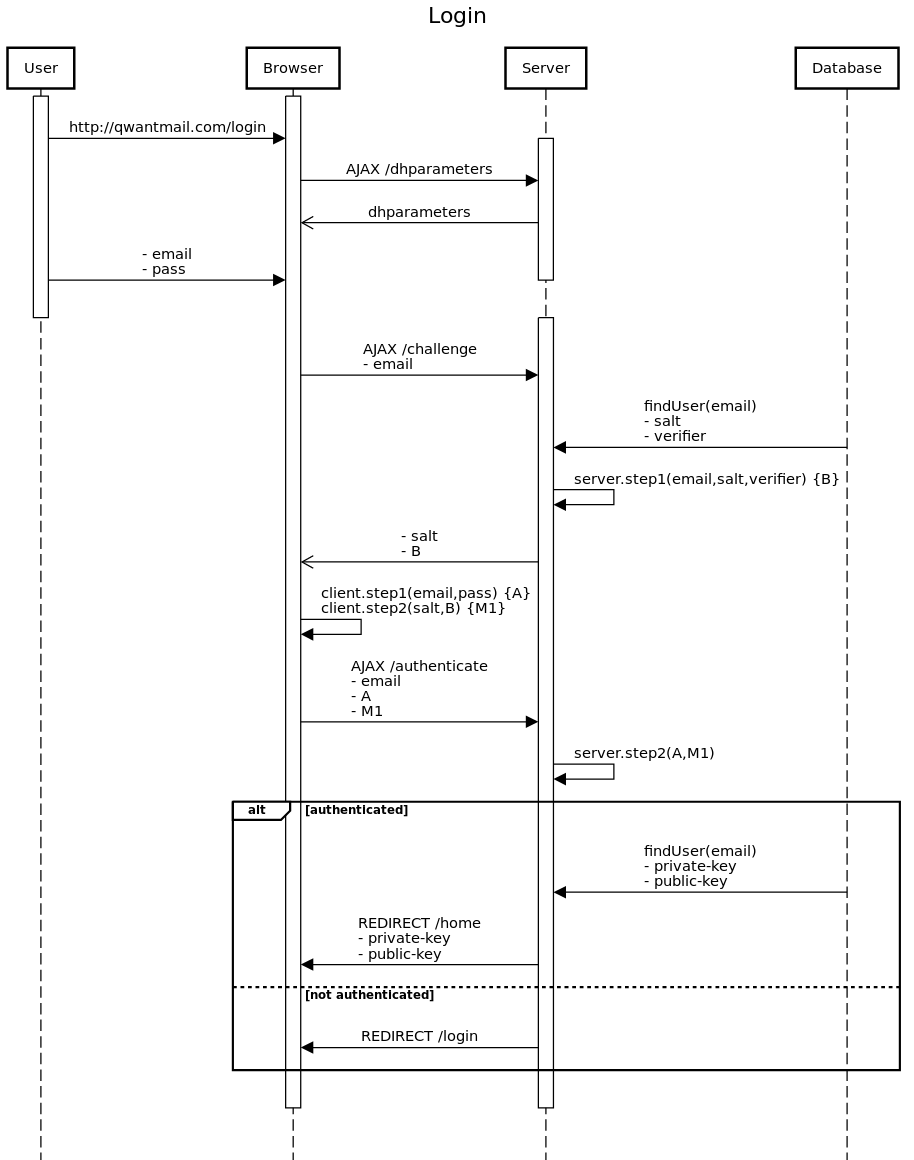 Login
User
Browser
Server
Database
http://qwantmail.com/login
AJAX /dhparameters
dhparameters
- email
- pass
AJAX /challenge
- email
findUser(email)
- salt
- verifier
server.step1(email,salt,verifier) {B}
- salt
- B
client.step1(email,pass) {A}
client.step2(salt,B) {M1}
AJAX /authenticate
- email
- A
- M1
server.step2(A,M1)
alt
[authenticated]
findUser(email)
- private-key
- public-key
REDIRECT /home
- private-key
- public-key
[not authenticated]
REDIRECT /login